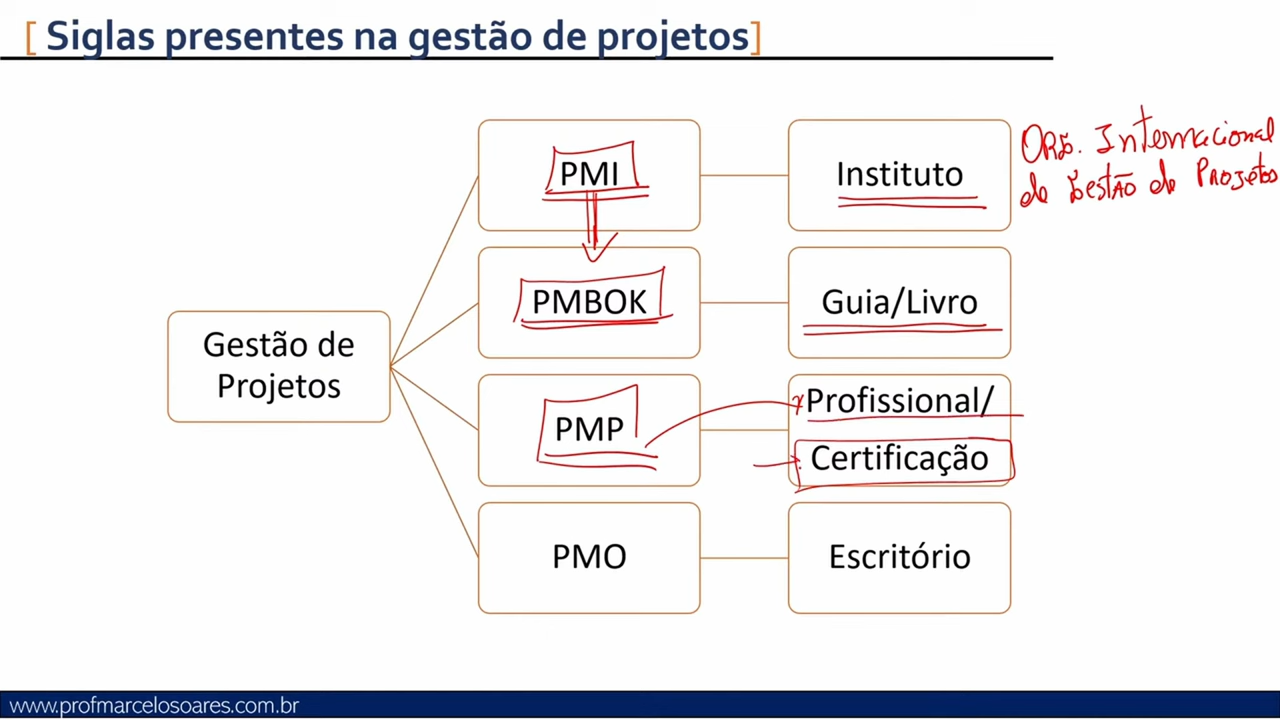 [ Siglas presentes na gestão de projetos]
PMI
Instituto
ORG. Internacional
de Gestão de Projetos
PMBOK
Guia/Livro
Gestão de
Projetos
PMP
Profissional/
Certificação
PMO
Escritório
www.profmarcelosoares.com.br